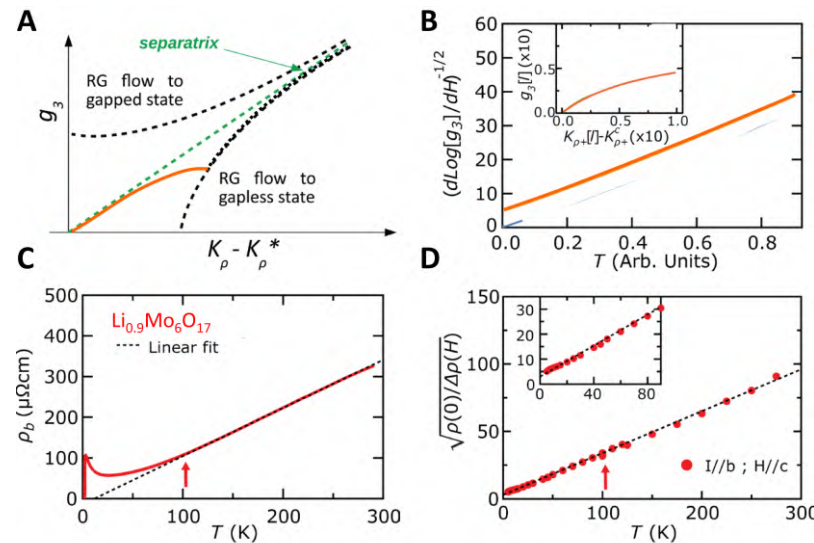 A
separatrix
RG flow to
gapped state
g₃
RG flow to
gapless state
Kρ - Kρ*
B
(dLog[g₃]/dH)⁻¹/²
60
50
40
30
20
10
0
g₃[l] (x10)
0.5
0.0
0 0.5 1.0
Kρ+[l]-Kᶜρ+(x10)
0.0 0.2 0.4 0.6 0.8
T (Arb. Units)
C
ρb (µΩcm)
500
400
300
200
100
0
Li0.9Mo6O17
Linear fit
0 100 200 300
T (K)
D
√ρ(0)/Δρ(H)
150
100
50
0
30
20
10
0
0 40 80
I//b ; H//c
0 50 100 150 200 250 300
T (K)